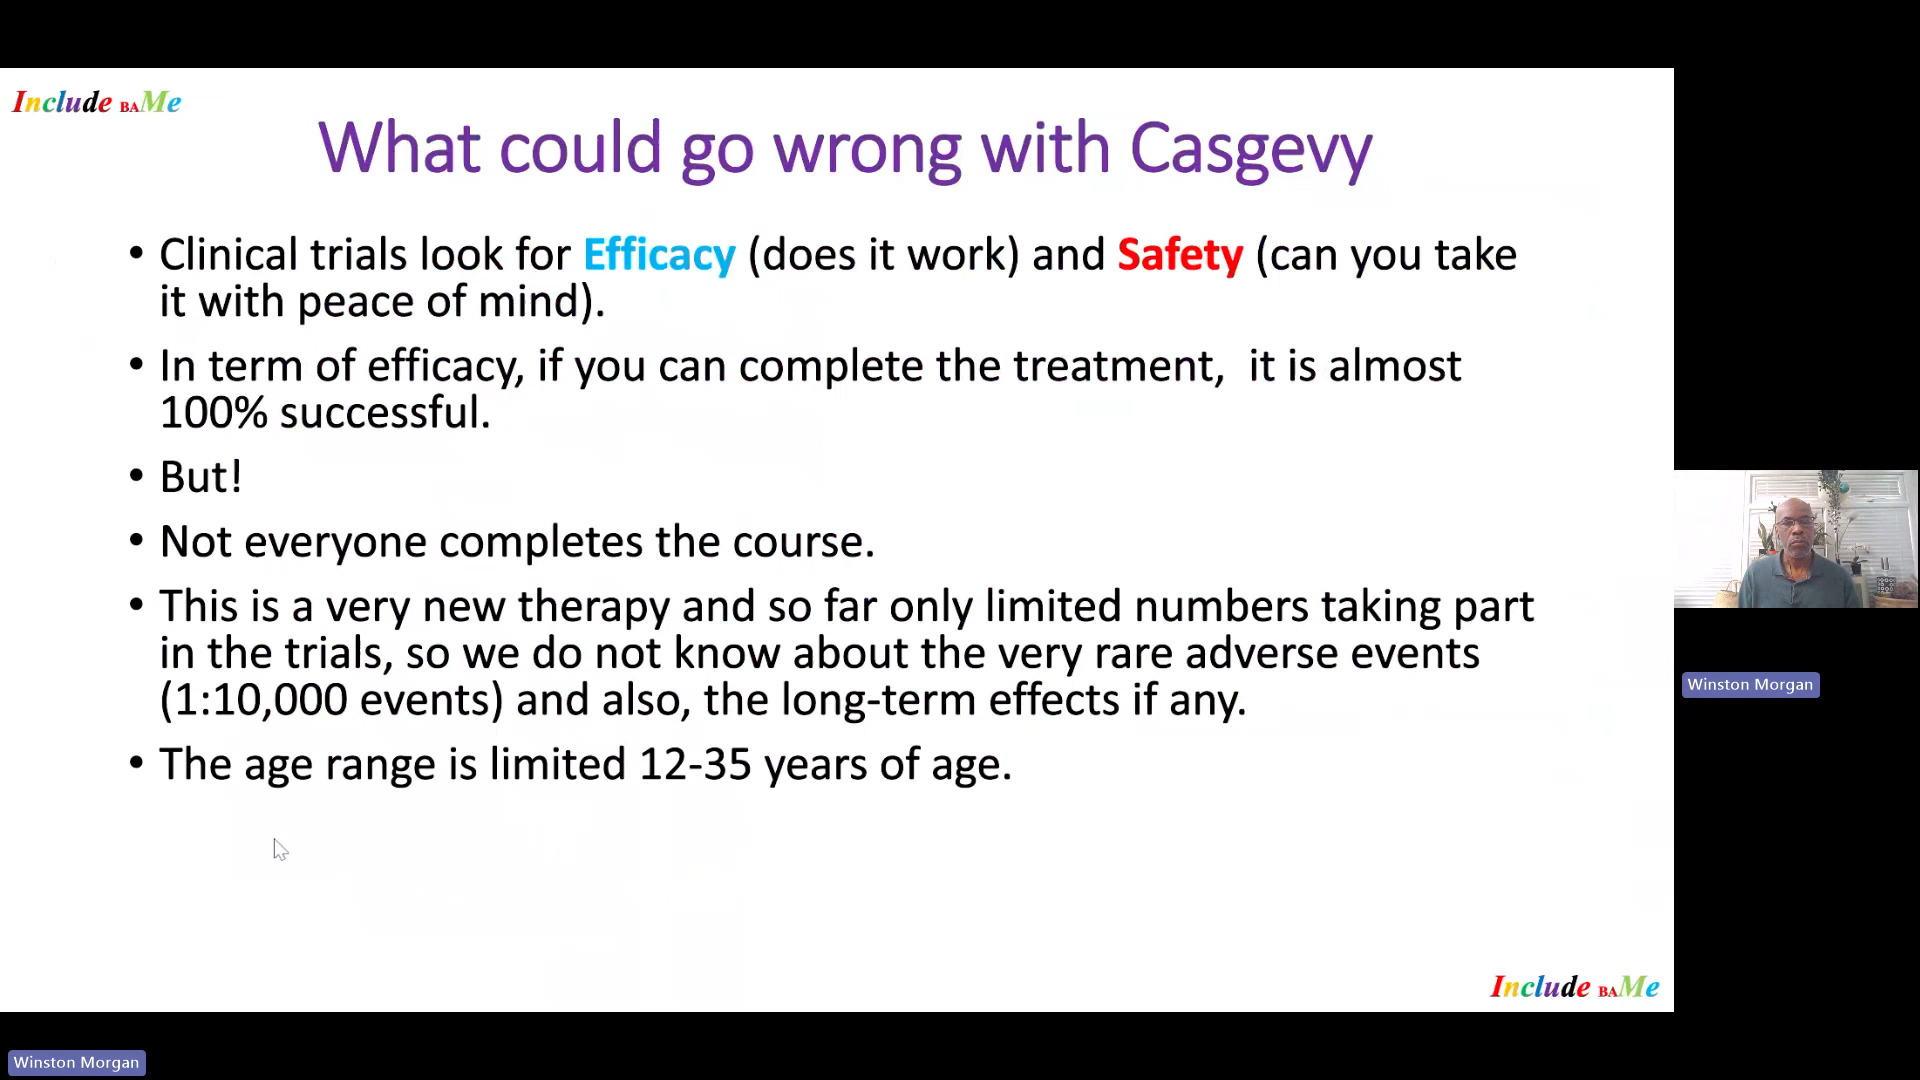 Include BAMe
What could go wrong with Casgevy
• Clinical trials look for Efficacy (does it work) and Safety (can you take
it with peace of mind).
• In term of efficacy, if you can complete the treatment, it is almost
100% successful.
• But!
• Not everyone completes the course.
• This is a very new therapy and so far only limited numbers taking part
in the trials, so we do not know about the very rare adverse events
(1:10,000 events) and also, the long-term effects if any.
• The age range is limited 12-35 years of age.
Include BAMe
Winston Morgan
Winston Morgan